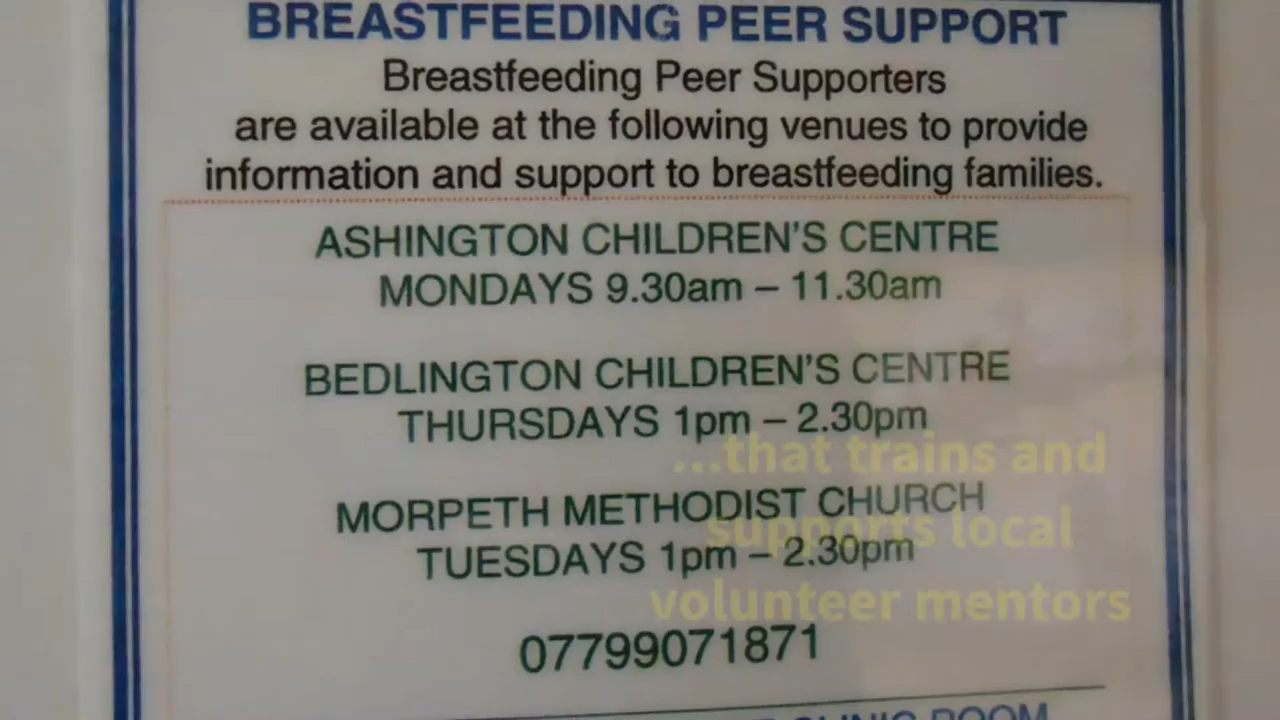 BREASTFEEDING PEER SUPPORT
Breastfeeding Peer Supporters
are available at the following venues to provide
information and support to breastfeeding families.
ASHINGTON CHILDREN'S CENTRE
MONDAYS 9.30am – 11.30am
BEDLINGTON CHILDREN'S CENTRE
THURSDAYS 1pm – 2.30pm
MORPETH METHODIST CHURCH
TUESDAYS 1pm – 2.30pm
07799071871
...that trains and
supports local
volunteer mentors
CLINIC ROOM